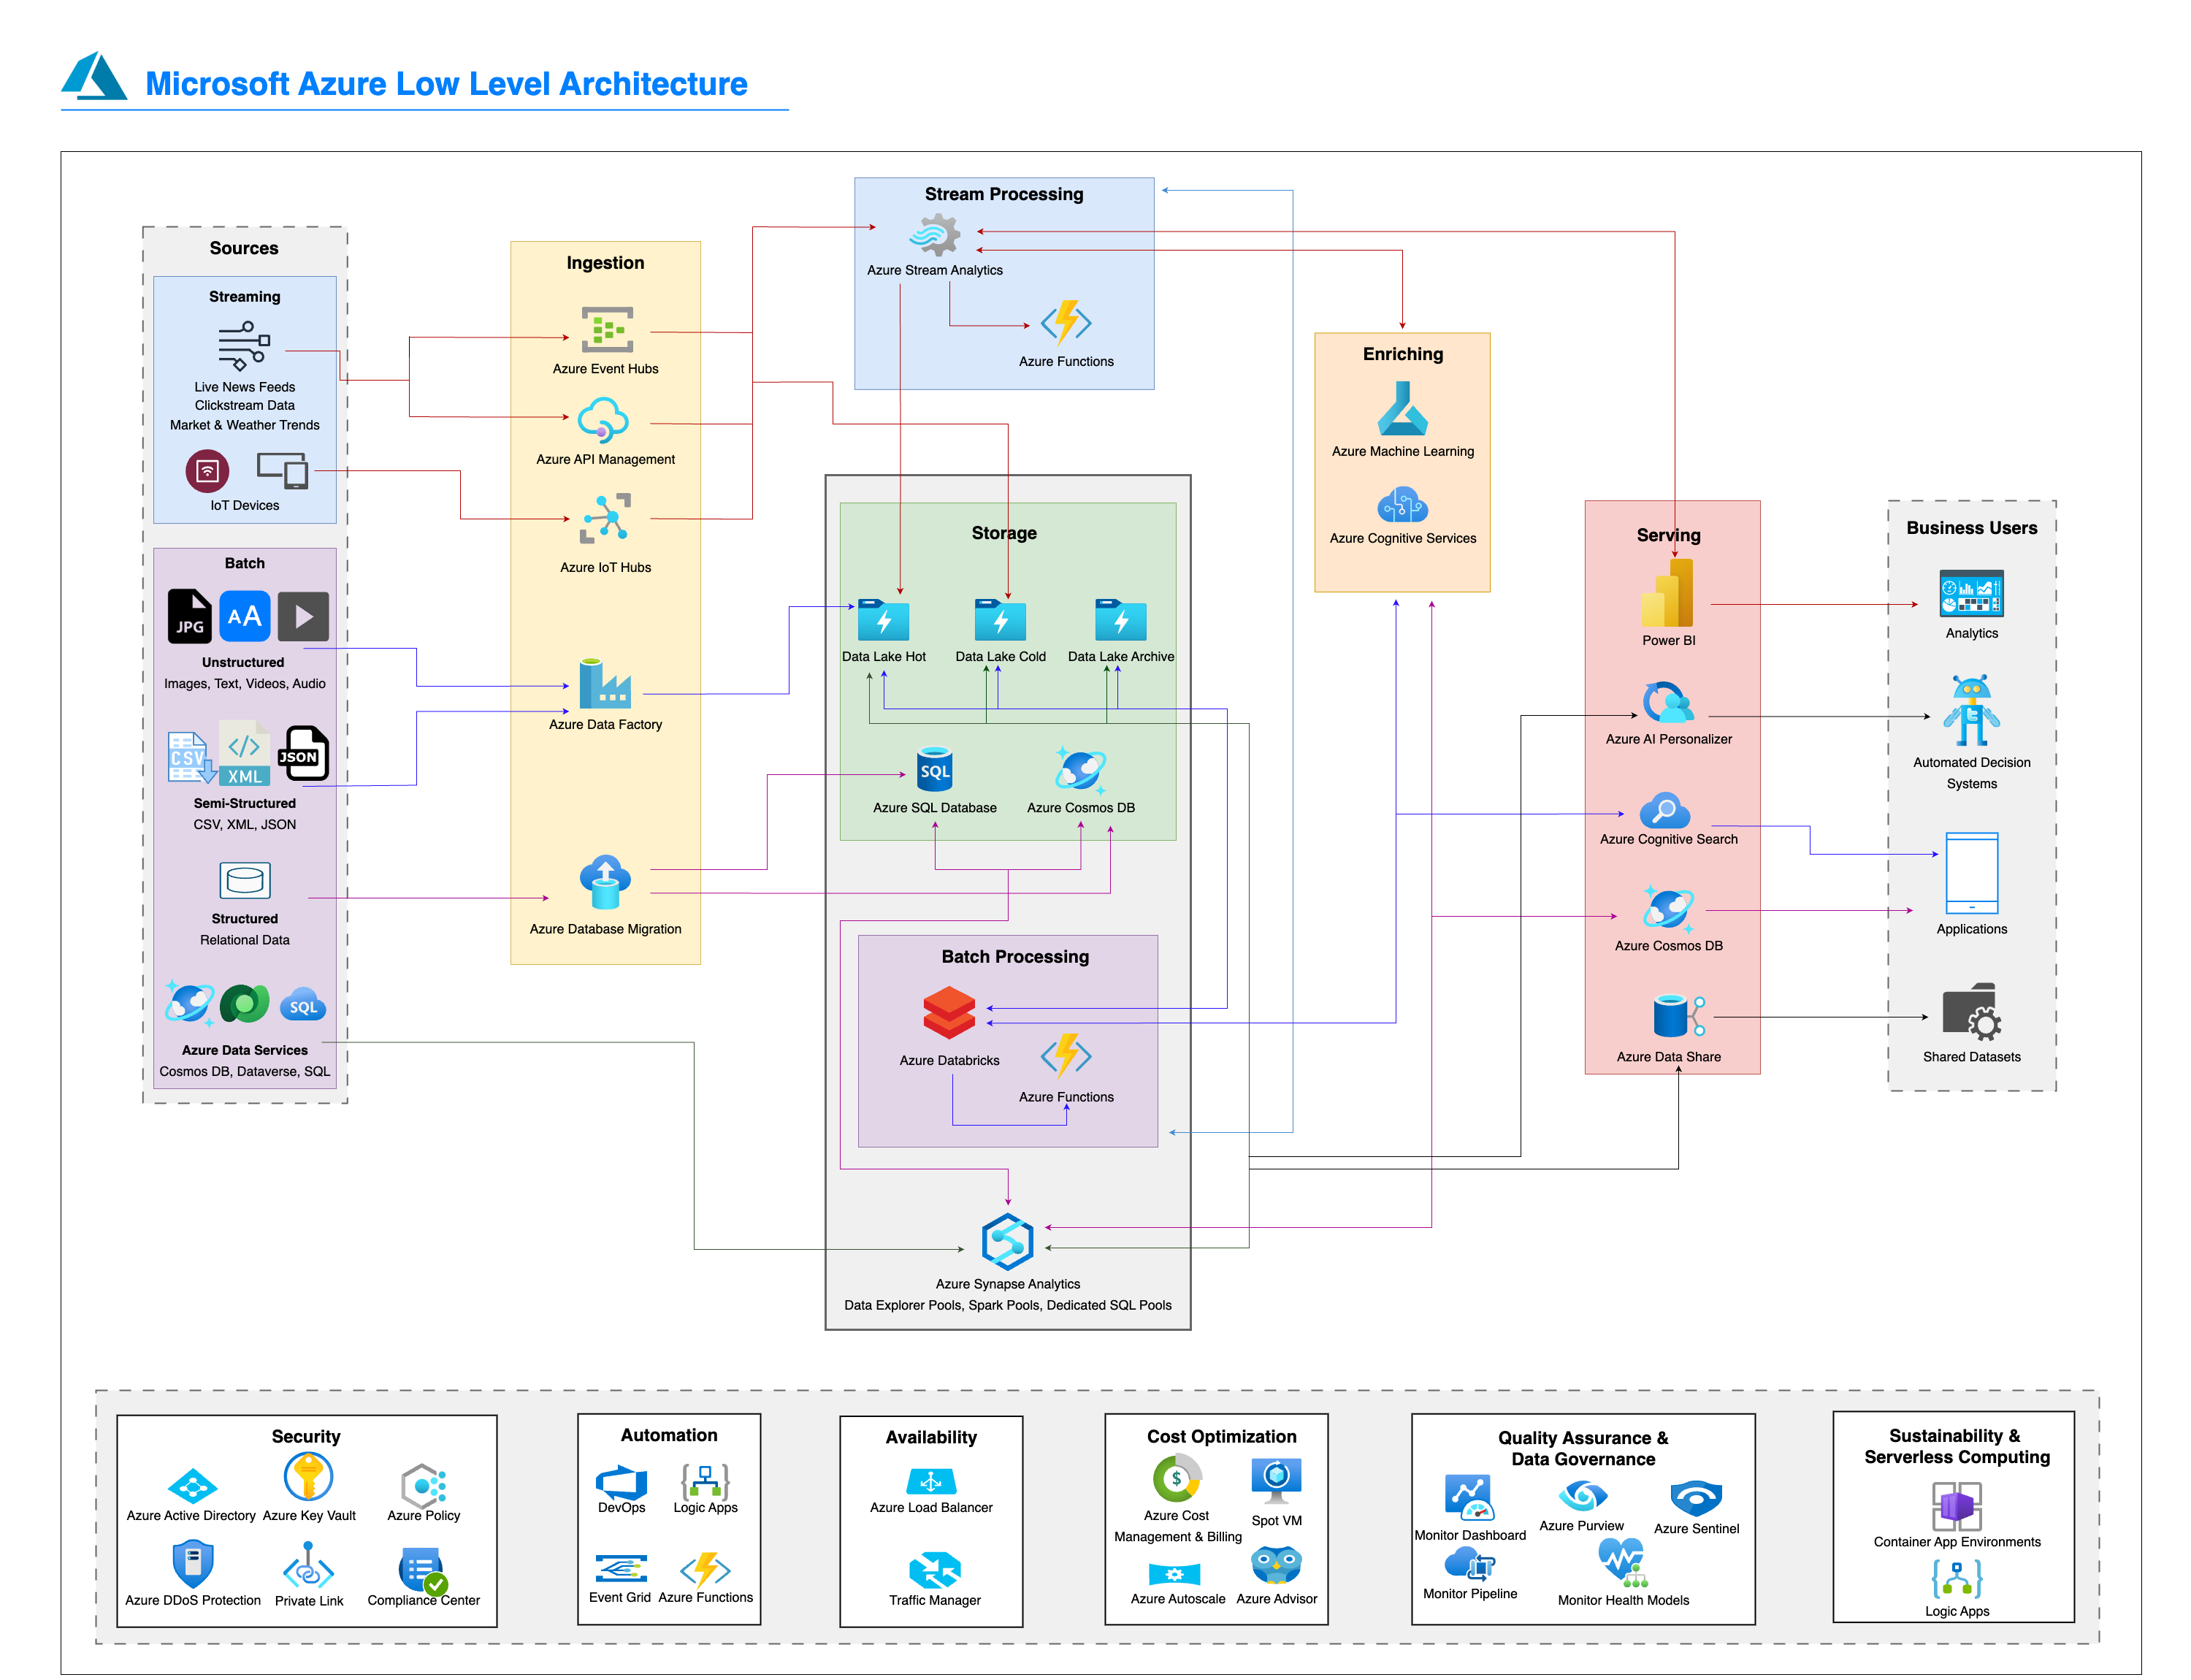 Microsoft Azure Low Level Architecture
Sources
Streaming
Live News Feeds
Clickstream Data
Market & Weather Trends
IoT Devices
Batch
JPG
AA
Unstructured
Images, Text, Videos, Audio
CSV
XML
JSON
Semi-Structured
CSV, XML, JSON
Structured
Relational Data
SQL
Azure Data Services
Cosmos DB, Dataverse, SQL
Ingestion
Azure Event Hubs
Azure API Management
Azure IoT Hubs
Azure Data Factory
Azure Database Migration
Stream Processing
Azure Stream Analytics
Azure Functions
Storage
Data Lake Hot
Data Lake Cold
Data Lake Archive
SQL
Azure SQL Database
Azure Cosmos DB
Batch Processing
Azure Databricks
Azure Functions
Azure Synapse Analytics
Data Explorer Pools, Spark Pools, Dedicated SQL Pools
Enriching
Azure Machine Learning
Azure Cognitive Services
Serving
Power BI
Azure AI Personalizer
Azure Cognitive Search
Azure Cosmos DB
Azure Data Share
Business Users
Analytics
Automated Decision
Systems
Applications
Shared Datasets
Security
Azure Active Directory
Azure Key Vault
Azure Policy
Azure DDoS Protection
Private Link
Compliance Center
Automation
DevOps
Logic Apps
Event Grid
Azure Functions
Availability
Azure Load Balancer
Traffic Manager
Cost Optimization
$
Azure Cost
Management & Billing
Spot VM
Azure Autoscale
Azure Advisor
Quality Assurance &
Data Governance
Monitor Dashboard
Azure Purview
Azure Sentinel
Monitor Pipeline
Monitor Health Models
Sustainability &
Serverless Computing
Container App Environments
Logic Apps